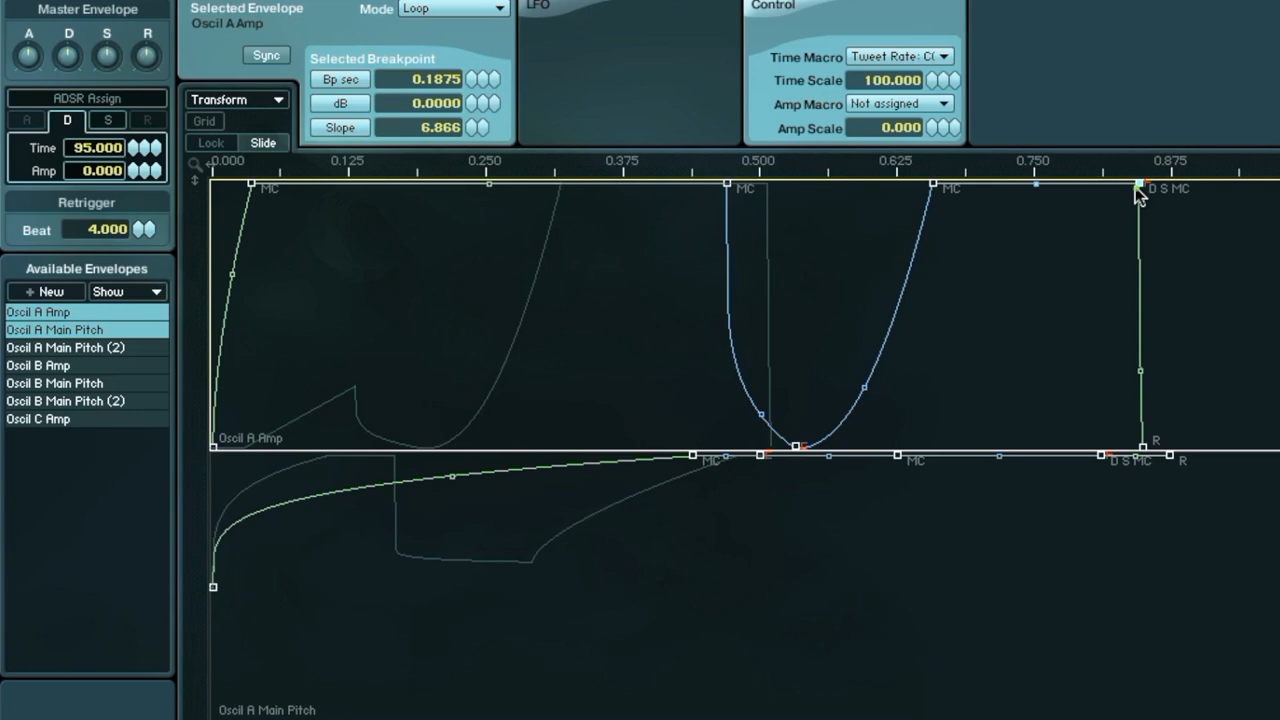 Master Envelope
A D S R
ADSR Assign
A D S R
Time 95.000
Amp 0.000
Retrigger
Beat 4.000
Available Envelopes
+ New Show
Oscil A Amp
Oscil A Main Pitch
Oscil A Main Pitch (2)
Oscil B Amp
Oscil B Main Pitch
Oscil B Main Pitch (2)
Oscil C Amp
Selected Envelope
Oscil A Amp
Mode Loop
Sync
Selected Breakpoint
Bp sec 0.1875
dB 0.0000
Slope 6.866
Transform
Grid
Lock Slide
LFO
Control
Time Macro Tweet Rate: C(
Time Scale 100.000
Amp Macro Not assigned
Amp Scale 0.000
0.000 0.125 0.250 0.375 0.500 0.625 0.750 0.875
MC MC MC D S MC
Oscil A Amp
R
MC MC D S MC R
Oscil A Main Pitch